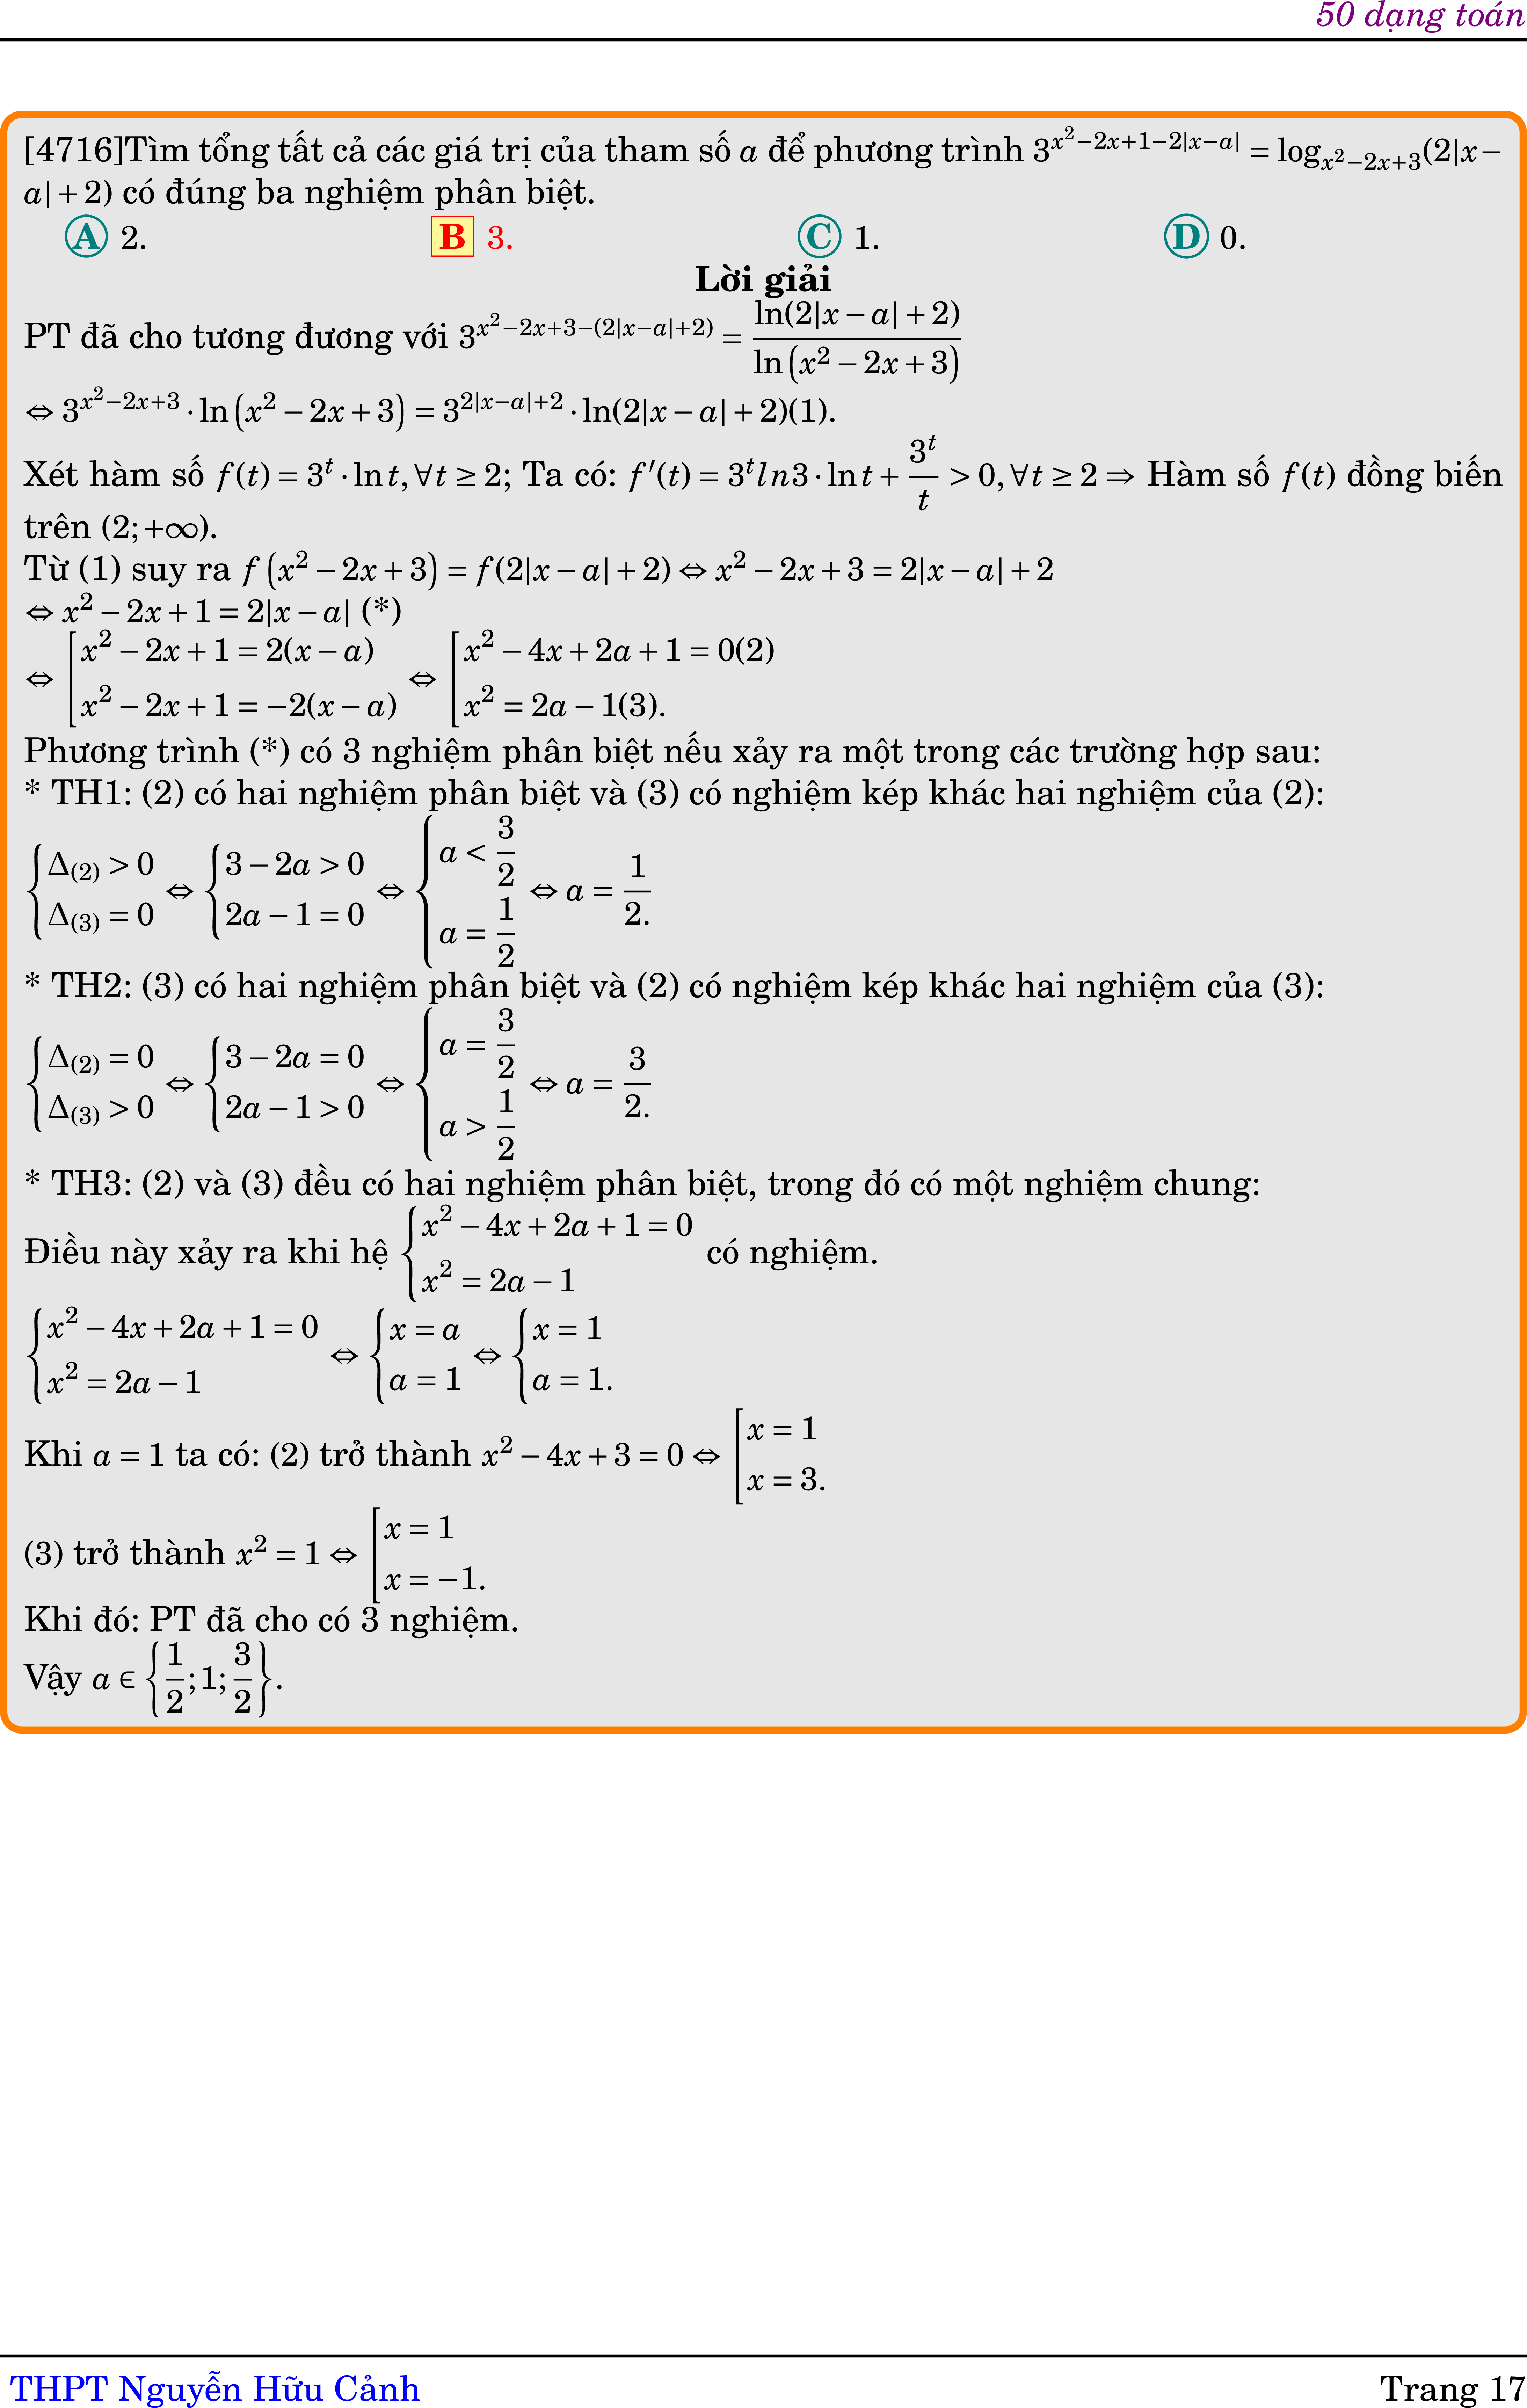 50 dạng toán
[4716]Tìm tổng tất cả các giá trị của tham số $a$ để phương trình $3^{x^2-2x+1-2|x-a|} = \log_{x^2-2x+3}(2|x-$
$a|+2)$ có đúng ba nghiệm phân biệt.
A 2. B 3. C 1. D 0.
Lời giải
PT đã cho tương đương với $3^{x^2-2x+3-(2|x-a|+2)} = \dfrac{\ln(2|x-a|+2)}{\ln\left(x^2-2x+3\right)}$
$\Leftrightarrow 3^{x^2-2x+3}\cdot\ln\left(x^2-2x+3\right) = 3^{2|x-a|+2}\cdot\ln(2|x-a|+2)(1).$
Xét hàm số $f(t) = 3^t\cdot\ln t, \forall t \ge 2$; Ta có: $f'(t) = 3^t ln3\cdot\ln t + \dfrac{3^t}{t} > 0, \forall t \ge 2 \Rightarrow$ Hàm số $f(t)$ đồng biến
trên $(2;+\infty)$.
Từ (1) suy ra $f\left(x^2-2x+3\right) = f(2|x-a|+2) \Leftrightarrow x^2-2x+3 = 2|x-a|+2$
$\Leftrightarrow x^2-2x+1 = 2|x-a|$ (*)
$\Leftrightarrow \left[\begin{array}{l} x^2-2x+1 = 2(x-a) \\ x^2-2x+1 = -2(x-a) \end{array}\right. \Leftrightarrow \left[\begin{array}{l} x^2-4x+2a+1 = 0(2) \\ x^2 = 2a-1(3). \end{array}\right.$
Phương trình (*) có 3 nghiệm phân biệt nếu xảy ra một trong các trường hợp sau:
* TH1: (2) có hai nghiệm phân biệt và (3) có nghiệm kép khác hai nghiệm của (2):
$\begin{cases} \Delta_{(2)} > 0 \\ \Delta_{(3)} = 0 \end{cases} \Leftrightarrow \begin{cases} 3-2a > 0 \\ 2a-1 = 0 \end{cases} \Leftrightarrow \begin{cases} a < \dfrac{3}{2} \\ a = \dfrac{1}{2} \end{cases} \Leftrightarrow a = \dfrac{1}{2.}$
* TH2: (3) có hai nghiệm phân biệt và (2) có nghiệm kép khác hai nghiệm của (3):
$\begin{cases} \Delta_{(2)} = 0 \\ \Delta_{(3)} > 0 \end{cases} \Leftrightarrow \begin{cases} 3-2a = 0 \\ 2a-1 > 0 \end{cases} \Leftrightarrow \begin{cases} a = \dfrac{3}{2} \\ a > \dfrac{1}{2} \end{cases} \Leftrightarrow a = \dfrac{3}{2.}$
* TH3: (2) và (3) đều có hai nghiệm phân biệt, trong đó có một nghiệm chung:
Điều này xảy ra khi hệ $\begin{cases} x^2-4x+2a+1 = 0 \\ x^2 = 2a-1 \end{cases}$ có nghiệm.
$\begin{cases} x^2-4x+2a+1 = 0 \\ x^2 = 2a-1 \end{cases} \Leftrightarrow \begin{cases} x = a \\ a = 1 \end{cases} \Leftrightarrow \begin{cases} x = 1 \\ a = 1. \end{cases}$
Khi $a = 1$ ta có: (2) trở thành $x^2-4x+3 = 0 \Leftrightarrow \left[\begin{array}{l} x = 1 \\ x = 3. \end{array}\right.$
(3) trở thành $x^2 = 1 \Leftrightarrow \left[\begin{array}{l} x = 1 \\ x = -1. \end{array}\right.$
Khi đó: PT đã cho có 3 nghiệm.
Vậy $a \in \left\{\dfrac{1}{2}; 1; \dfrac{3}{2}\right\}.$
THPT Nguyễn Hữu Cảnh
Trang 17